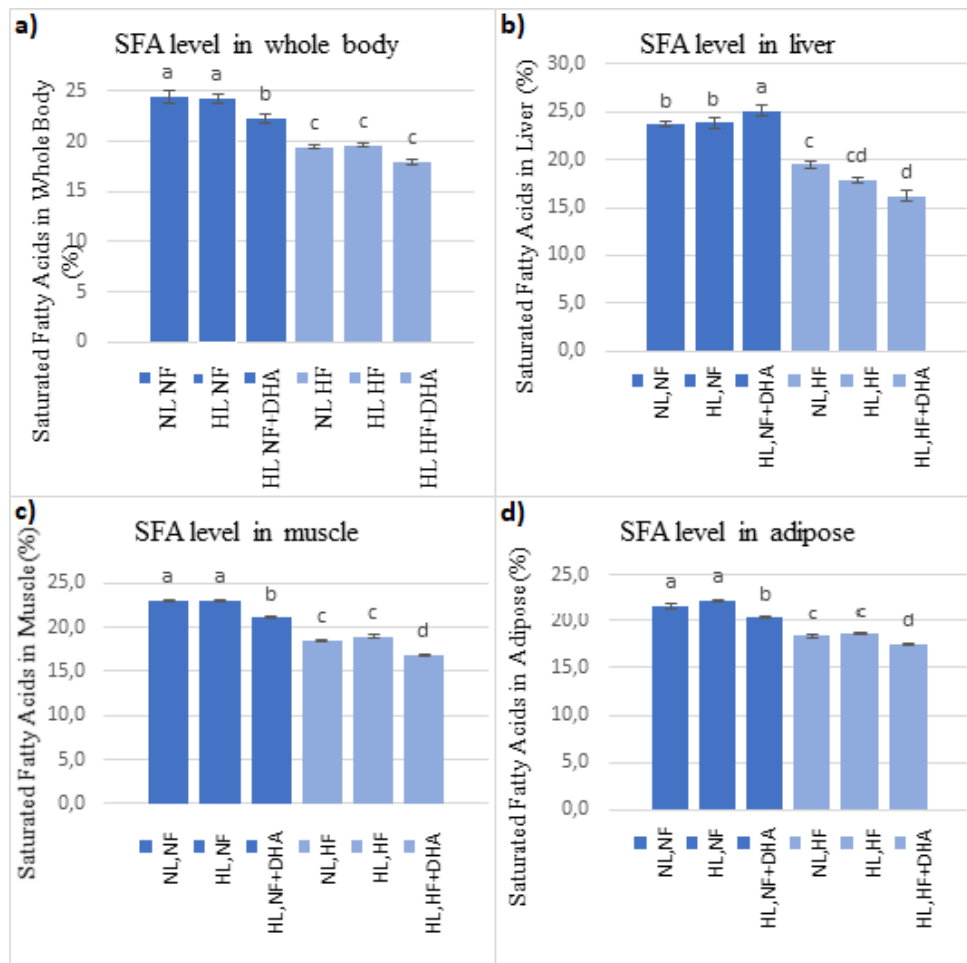 a)
SFA level in whole body
Saturated Fatty Acids in Whole Body
(%)
25
20
15
10
5
0
a
a
b
c
c
c
NL NF
HL NF
HL NF+DHA
NL HF
HL HF
HL HF+DHA
b)
SFA level in liver
Saturated Fatty Acids in Liver (%)
30,0
25,0
20,0
15,0
10,0
5,0
0,0
b
b
a
c
cd
d
NL,NF
HL,NF
HL,NF+DHA
NL,HF
HL,HF
HL,HF+DHA
c)
SFA level in muscle
Saturated Fatty Acids in Muscle (%)
25,0
20,0
15,0
10,0
5,0
0,0
a
a
b
c
c
d
NL,NF
HL,NF
HL,NF+DHA
NL,HF
HL,HF
HL,HF+DHA
d)
SFA level in adipose
Saturated Fatty Acids in Adipose (%)
25,0
20,0
15,0
10,0
5,0
0,0
a
a
b
c
c
d
NL,NF
HL,NF
HL,NF+DHA
NL,HF
HL,HF
HL,HF+DHA